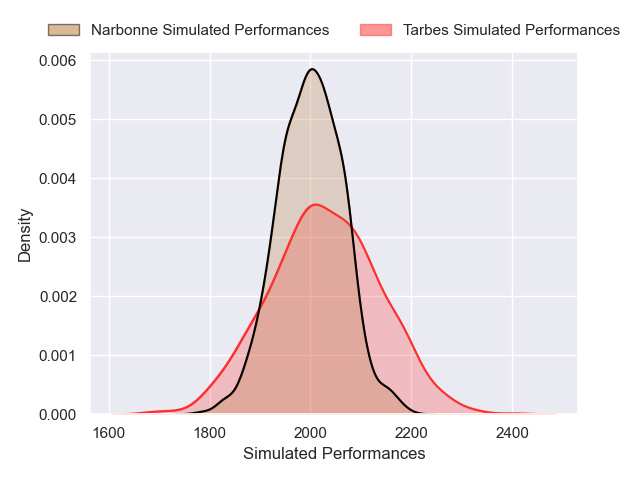 Narbonne Simulated Performances Tarbes Simulated Performances
0.006
0.005
0.004
0.003
0.002
0.001
0.000
Density
1600 1800 2000 2200 2400
Simulated Performances